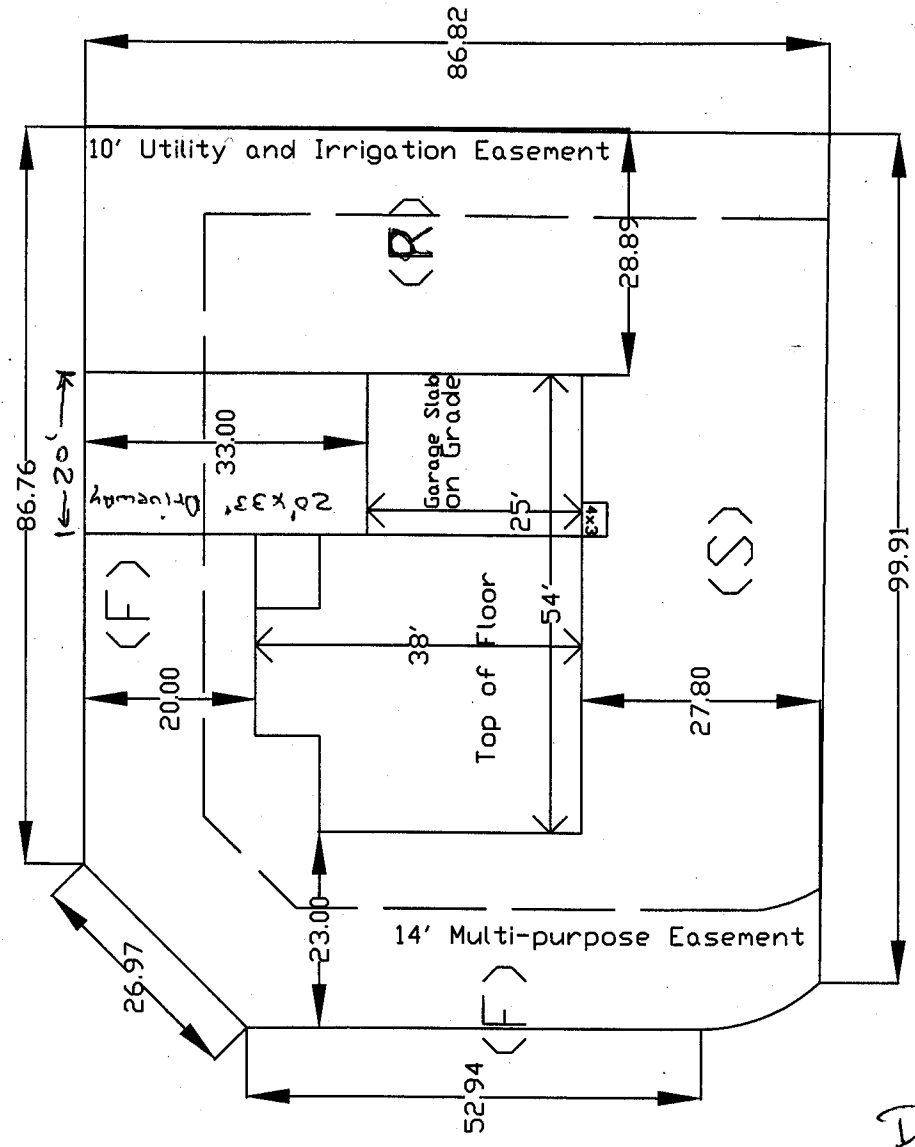 86.82
10' Utility and Irrigation Easement
86.76
20'
(R)
28.89
33.00
20'x33' Driveway
Garage Slab
on Grade
25'
4x3
(F)
38'
54'
Top of Floor
20.00
(S)
99.91
27.80
23.00
14' Multi-purpose Easement
26.97
(F)
52.94